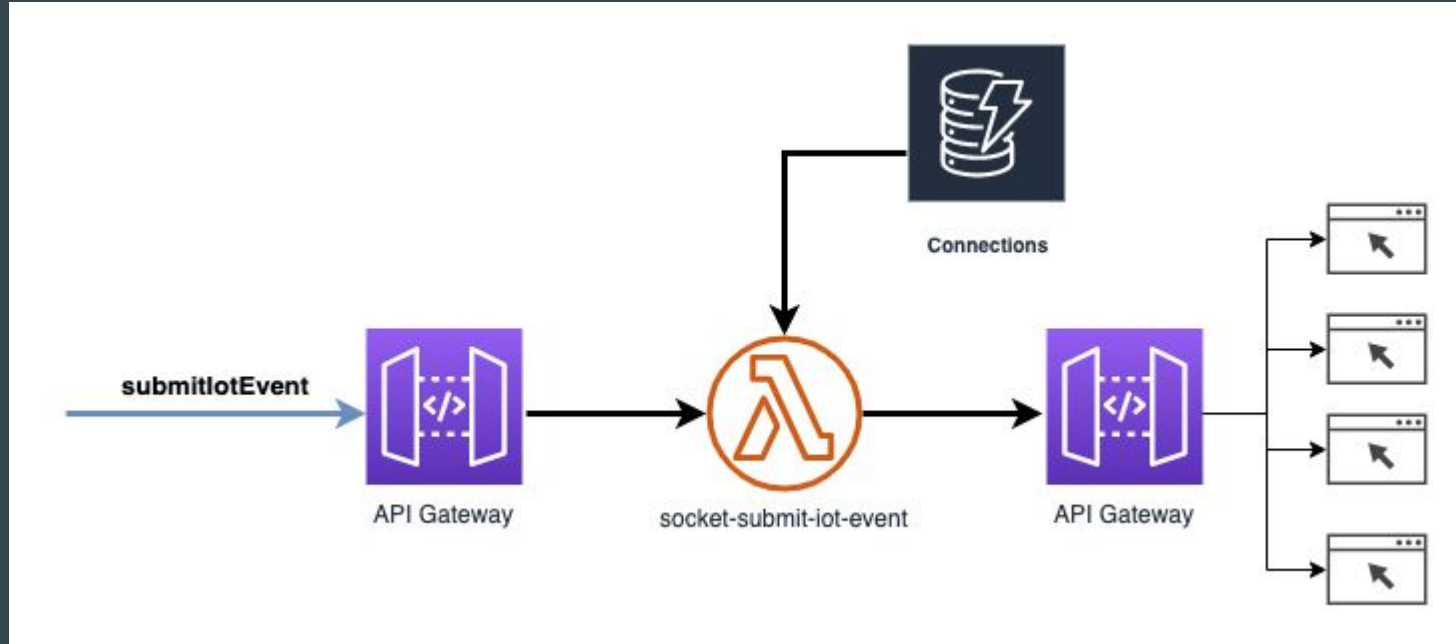 Connections
submitIotEvent
</>
</>
API Gateway
socket-submit-iot-event
API Gateway